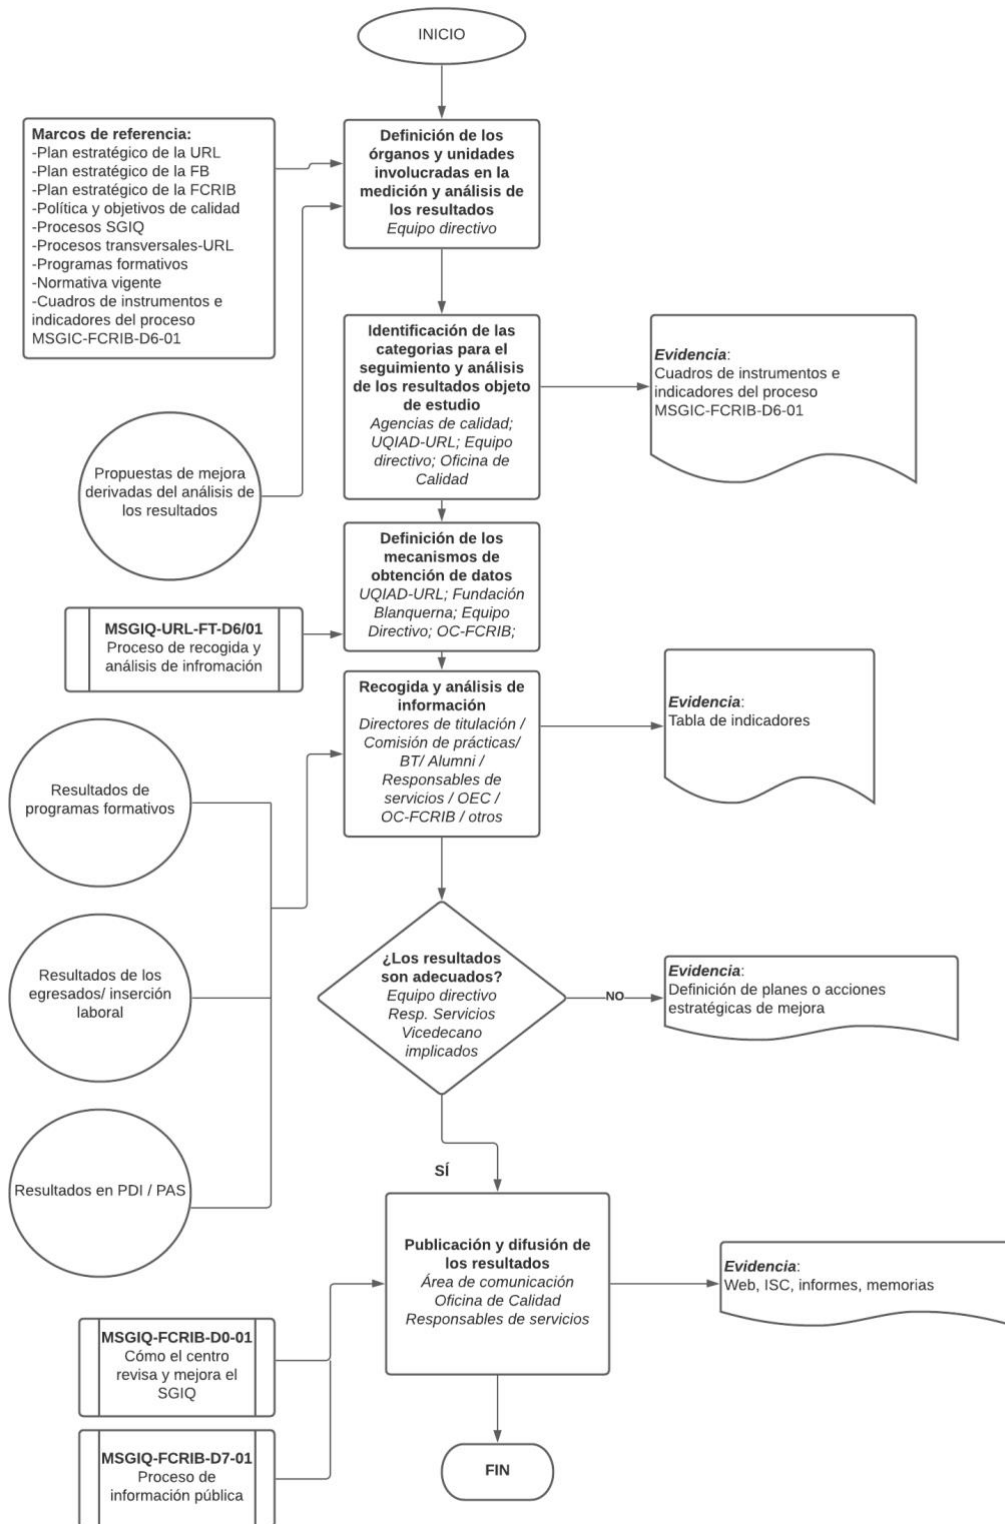 INICIO
Marcos de referencia:
-Plan estratégico de la URL
-Plan estratégico de la FB
-Plan estratégico de la FCRIB
-Política y objetivos de calidad
-Procesos SGIQ
-Procesos transversales-URL
-Programas formativos
-Normativa vigente
-Cuadros de instrumentos e
indicadores del proceso
MSGIC-FCRIB-D6-01
Definición de los
órganos y unidades
involucradas en la
medición y análisis de
los resultados
Equipo directivo
Propuestas de mejora
derivadas del análisis de
los resultados
Identificación de las
categorias para el
seguimiento y análisis
de los resultados objeto
de estudio
Agencias de calidad;
UQIAD-URL; Equipo
directivo; Oficina de
Calidad
Evidencia:
Cuadros de instrumentos e
indicadores del proceso
MSGIC-FCRIB-D6-01
Definición de los
mecanismos de
obtención de datos
UQIAD-URL; Fundación
Blanquerna; Equipo
Directivo; OC-FCRIB;
MSGIQ-URL-FT-D6/01
Proceso de recogida y
análisis de infromación
Recogida y análisis de
información
Directores de titulación /
Comisión de prácticas/
BT/ Alumni /
Responsables de
servicios / OEC /
OC-FCRIB / otros
Evidencia:
Tabla de indicadores
Resultados de
programas formativos
Resultados de los
egresados/ inserción
laboral
Resultados en PDI / PAS
¿Los resultados
son adecuados?
Equipo directivo
Resp. Servicios
Vicedecano
implicados
NO
Evidencia:
Definición de planes o acciones
estratégicas de mejora
SÍ
Publicación y difusión de
los resultados
Área de comunicación
Oficina de Calidad
Responsables de servicios
Evidencia:
Web, ISC, informes, memorias
MSGIQ-FCRIB-D0-01
Cómo el centro
revisa y mejora el
SGIQ
MSGIQ-FCRIB-D7-01
Proceso de
información pública
FIN